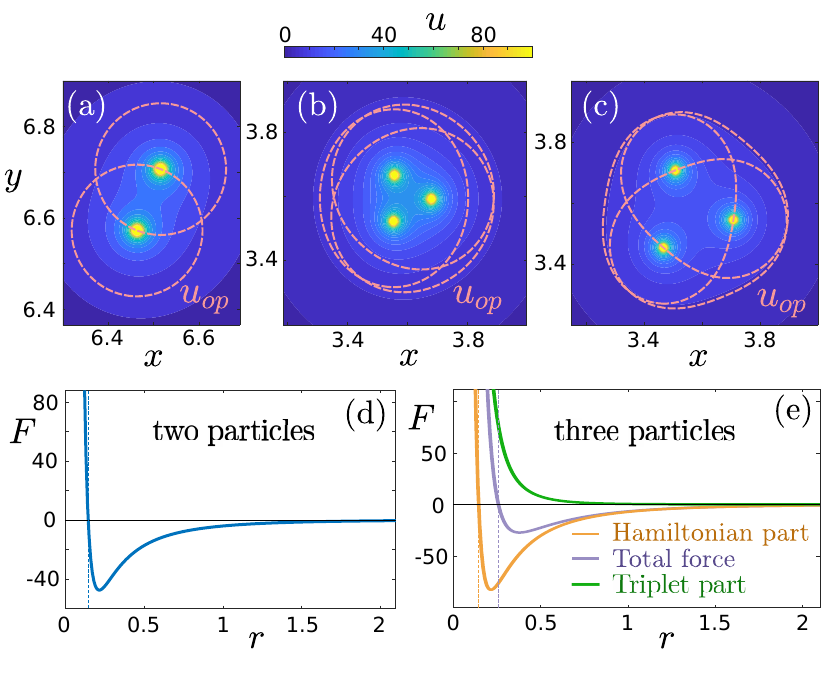 u
0 40 80
(a) (b) (c)
y
6.8
6.6
6.4
3.8
3.4
3.8
3.4
u_op u_op u_op
6.4 6.6
3.4 3.8
3.4 3.8
x x x
(d)
F
80
40
0
-40
two particles
0 0.5 1 1.5 2
r
(e)
F
50
0
-50
three particles
Hamiltonian part
Total force
Triplet part
0 0.5 1 1.5 2
r